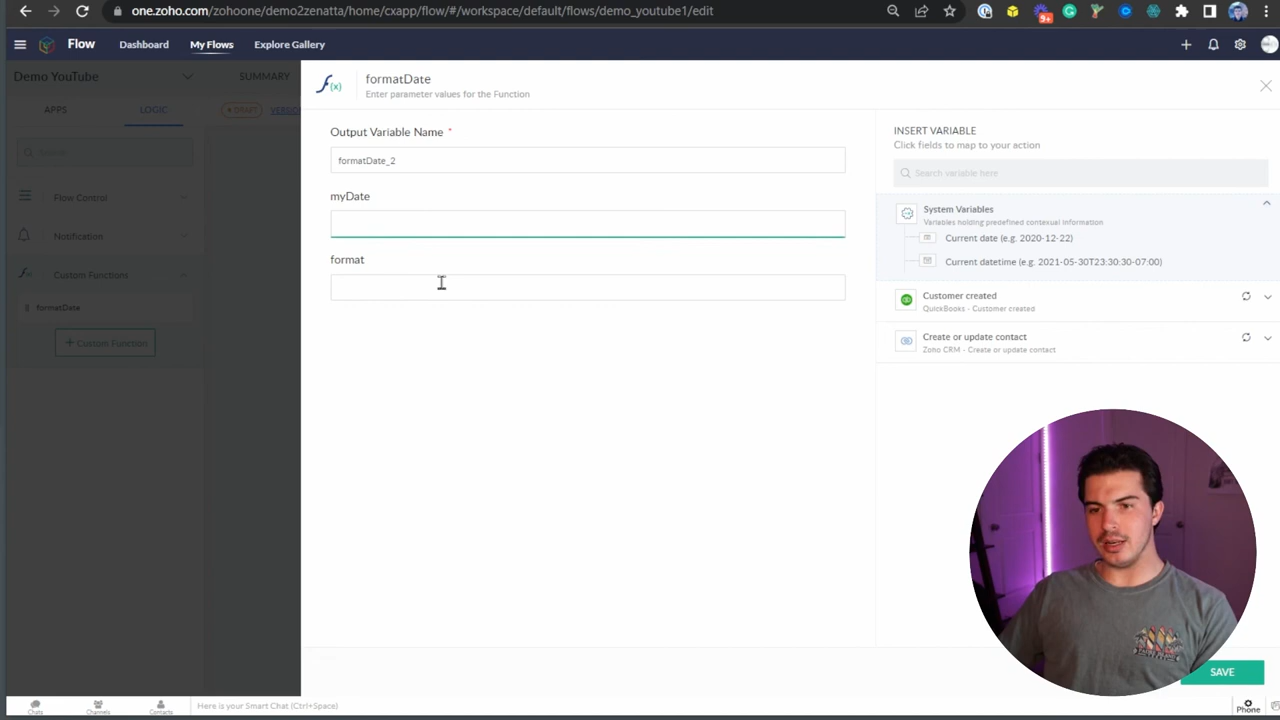 one.zoho.com/zohoone/demo2zenatta/home/cxapp/flow/#/workspace/default/flows/demo_youtube1/edit
9+
Flow
Dashboard
My Flows
Explore Gallery
Demo YouTube
SUMMARY
APPS
LOGIC
DRAFT
Flow Control
Notification
Custom Functions
formatDate
+ Custom Function
f(x)
formatDate
Enter parameter values for the Function
Output Variable Name *
formatDate_2
myDate
format
INSERT VARIABLE
Click fields to map to your action
Search variable here
System Variables
Variables holding predefined contexual information
Current date (e.g. 2020-12-22)
Current datetime (e.g. 2021-05-30T23:30:30-07:00)
Customer created
QuickBooks - Customer created
Create or update contact
Zoho CRM - Create or update contact
SAVE
Chats
Channels
Contacts
Here is your Smart Chat (Ctrl+Space)
Phone